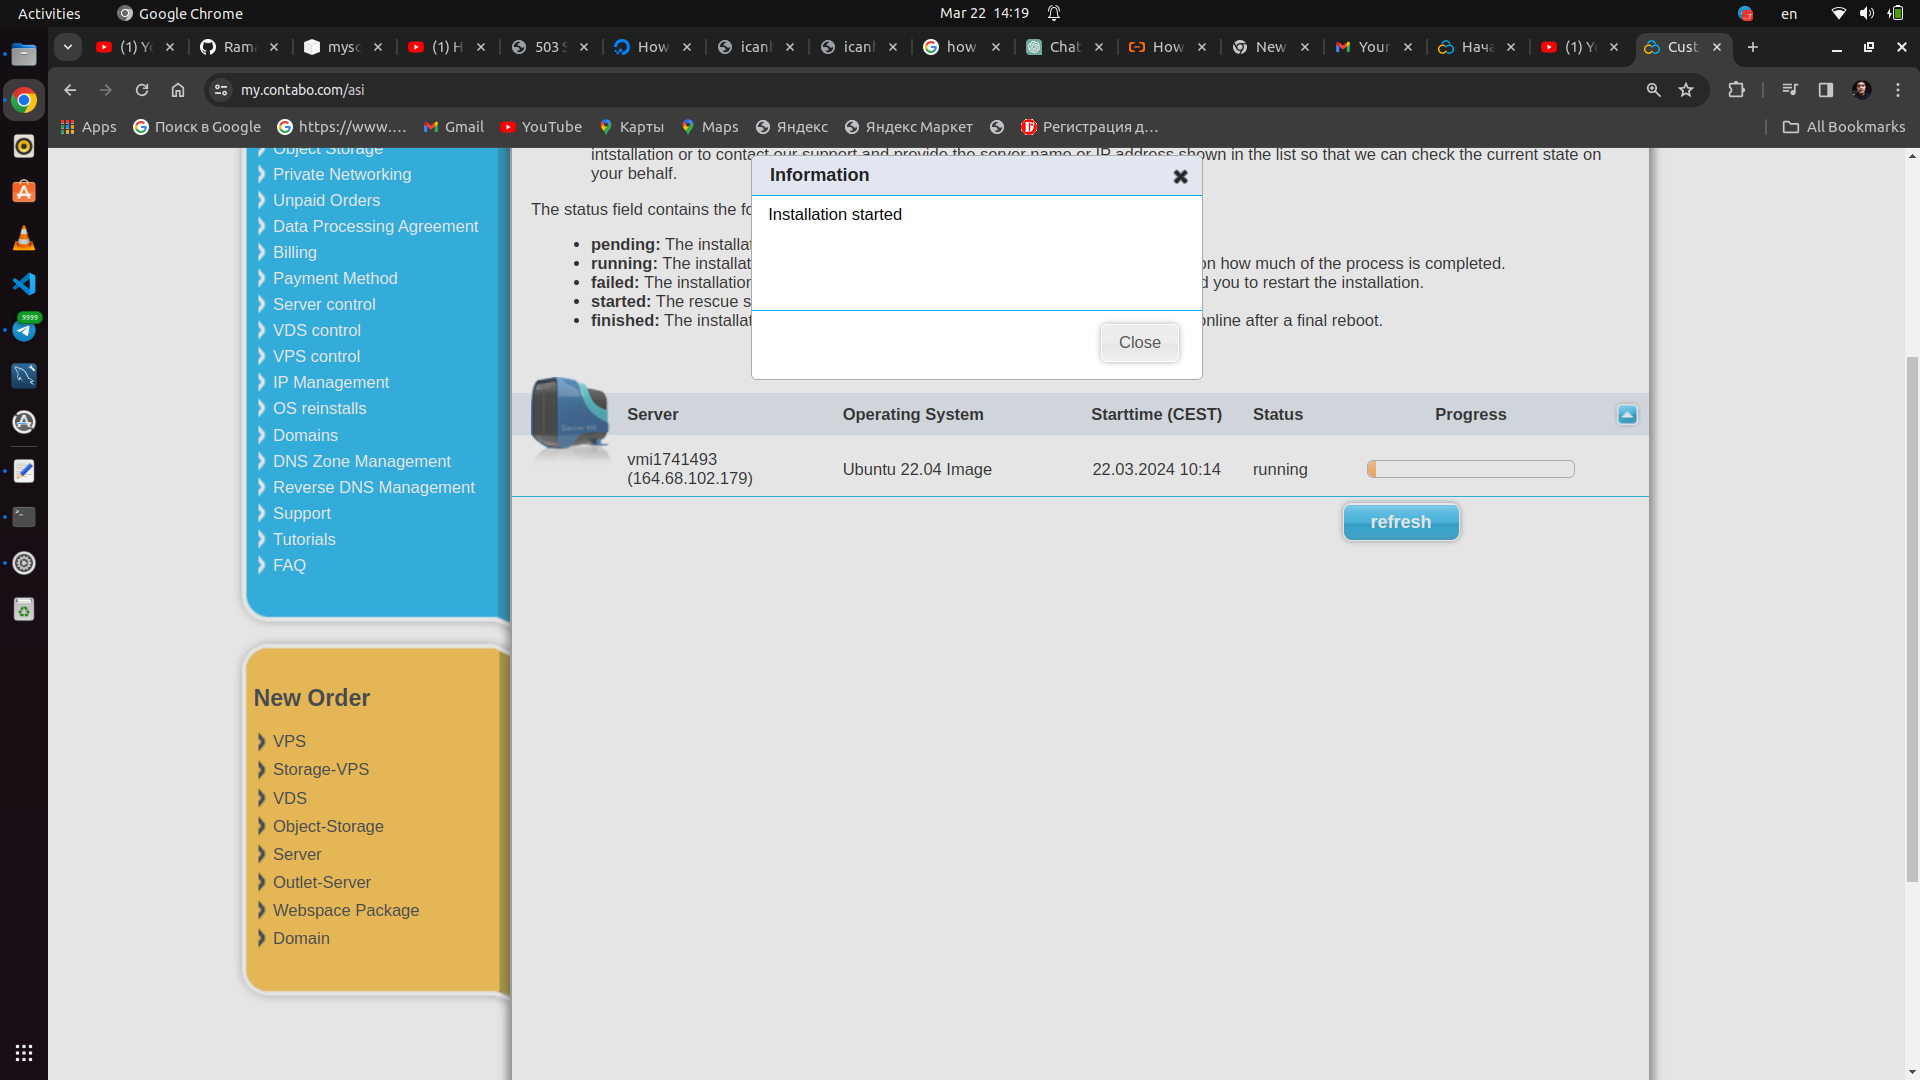 Activities
Google Chrome
Mar 22 14:19
en
(1) Yo
Rama
myso
(1) H
503 S
How
icanh
icanh
how
Chat
How
New
Your
Нача
(1) Yo
Cust
my.contabo.com/asi
Apps
Поиск в Google
https://www....
Gmail
YouTube
Карты
Maps
Яндекс
Яндекс Маркет
Регистрация д...
All Bookmarks
9999
Object Storage
Private Networking
Unpaid Orders
Data Processing Agreement
Billing
Payment Method
Server control
VDS control
VPS control
IP Management
OS reinstalls
Domains
DNS Zone Management
Reverse DNS Management
Support
Tutorials
FAQ
New Order
VPS
Storage-VPS
VDS
Object-Storage
Server
Outlet-Server
Webspace Package
Domain
intstallation or to contact our support and provide the server name or IP address shown in the list so that we can check the current state on
your behalf.
The status field contains the fo
pending: The installat
running: The installat on how much of the process is completed.
failed: The installation d you to restart the installation.
started: The rescue s
finished: The installat online after a final reboot.
Information
Installation started
Close
Server Operating System Starttime (CEST) Status Progress
vmi1741493
(164.68.102.179)
Ubuntu 22.04 Image 22.03.2024 10:14 running
refresh